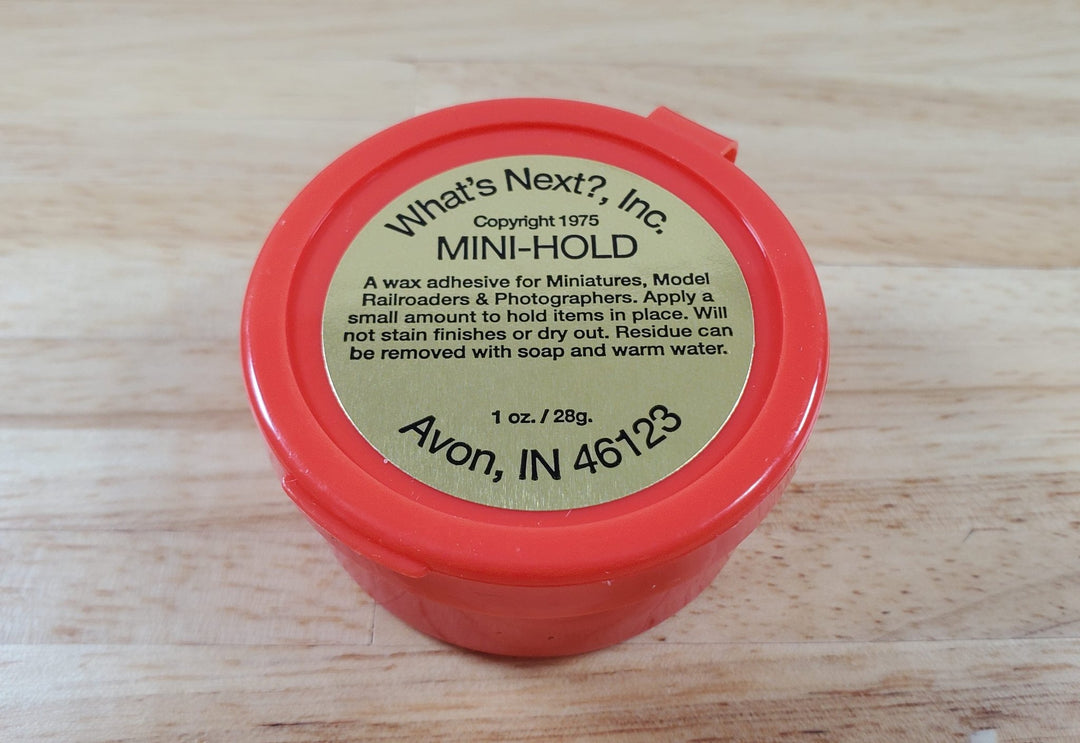 What's Next?, Inc.
Copyright 1975
MINI-HOLD
A wax adhesive for Miniatures, Model
Railroaders & Photographers. Apply a
small amount to hold items in place. Will
not stain finishes or dry out. Residue can
be removed with soap and warm water.
1 oz. / 28g.
Avon, IN 46123